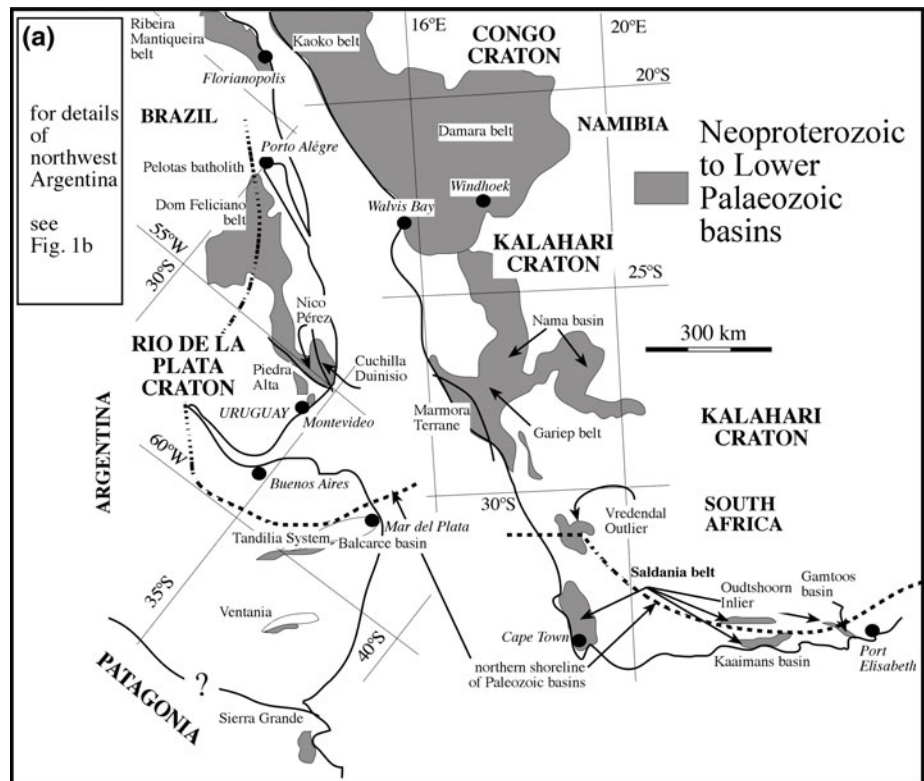 (a)
for details
of
northwest
Argentina
see
Fig. 1b
Ribeira
Mantiqueira
belt
Florianopolis
BRAZIL
Porto Alégre
Pelotas batholith
Dom Feliciano
belt
55°W
30°S
Nico
Pérez
RIO DE LA
PLATA
CRATON
Piedra
Alta
Cuchilla
Duinisio
URUGUAY
Montevideo
ARGENTINA
60°W
Buenos Aires
Mar del Plata
Tandilia System
Balcarce basin
35°S
Ventania
40°S
PATAGONIA
?
Sierra Grande
Kaoko belt
16°E
CONGO
CRATON
20°E
20°S
Damara belt
NAMIBIA
Windhoek
Walvis Bay
KALAHARI
CRATON
25°S
Neoproterozoic
to Lower
Palaeozoic
basins
300 km
Nama basin
Marmora
Terrane
Gariep belt
KALAHARI
CRATON
30°S
Vredendal
Outlier
SOUTH
AFRICA
Saldania belt
Oudtshoorn
Inlier
Gamtoos
basin
Cape Town
northern shoreline
of Paleozoic basins
Kaaimans basin
Port
Elisabeth